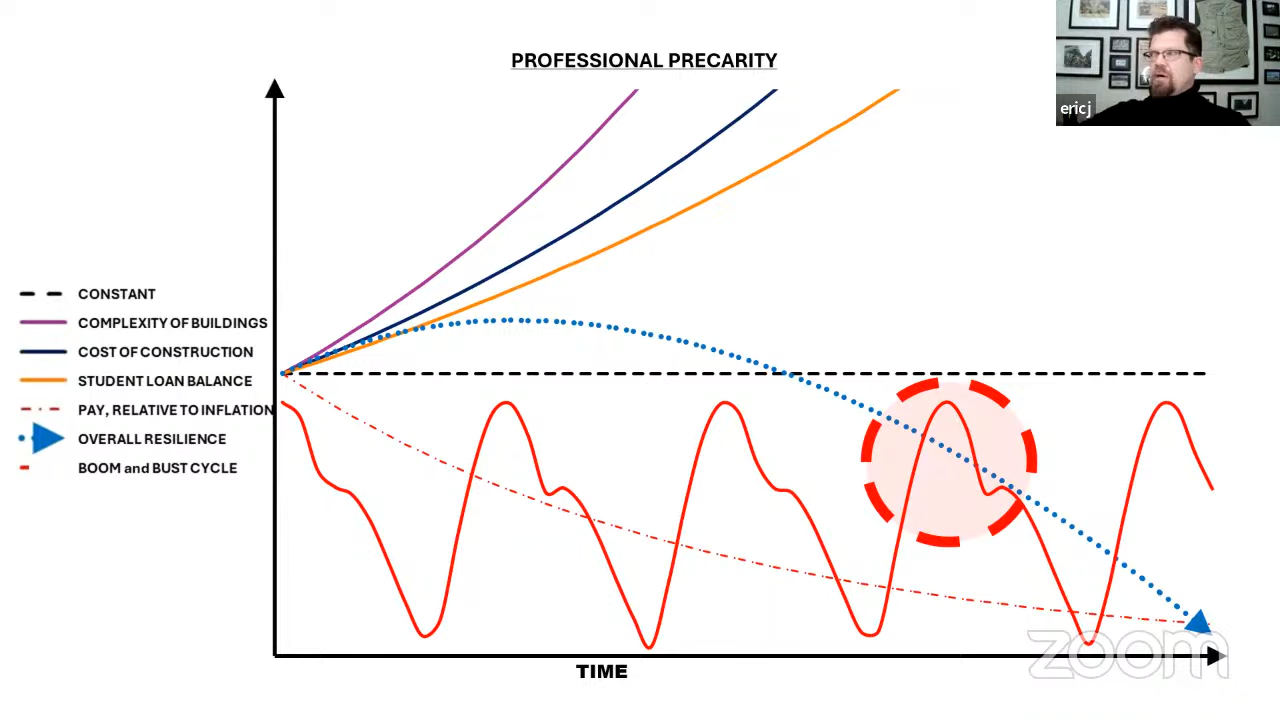 PROFESSIONAL PRECARITY
eric j
CONSTANT
COMPLEXITY OF BUILDINGS
COST OF CONSTRUCTION
STUDENT LOAN BALANCE
PAY, RELATIVE TO INFLATION
OVERALL RESILIENCE
BOOM and BUST CYCLE
zoom
TIME